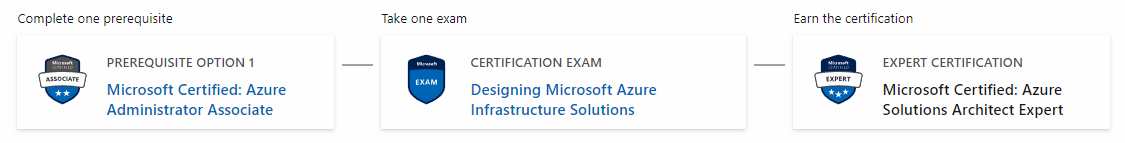 Complete one prerequisite
Take one exam
Earn the certification
Microsoft
CERTIFIED
ASSOCIATE
PREREQUISITE OPTION 1
Microsoft Certified: Azure
Administrator Associate
Microsoft
EXAM
CERTIFICATION EXAM
Designing Microsoft Azure
Infrastructure Solutions
Microsoft
CERTIFIED
EXPERT
EXPERT CERTIFICATION
Microsoft Certified: Azure
Solutions Architect Expert